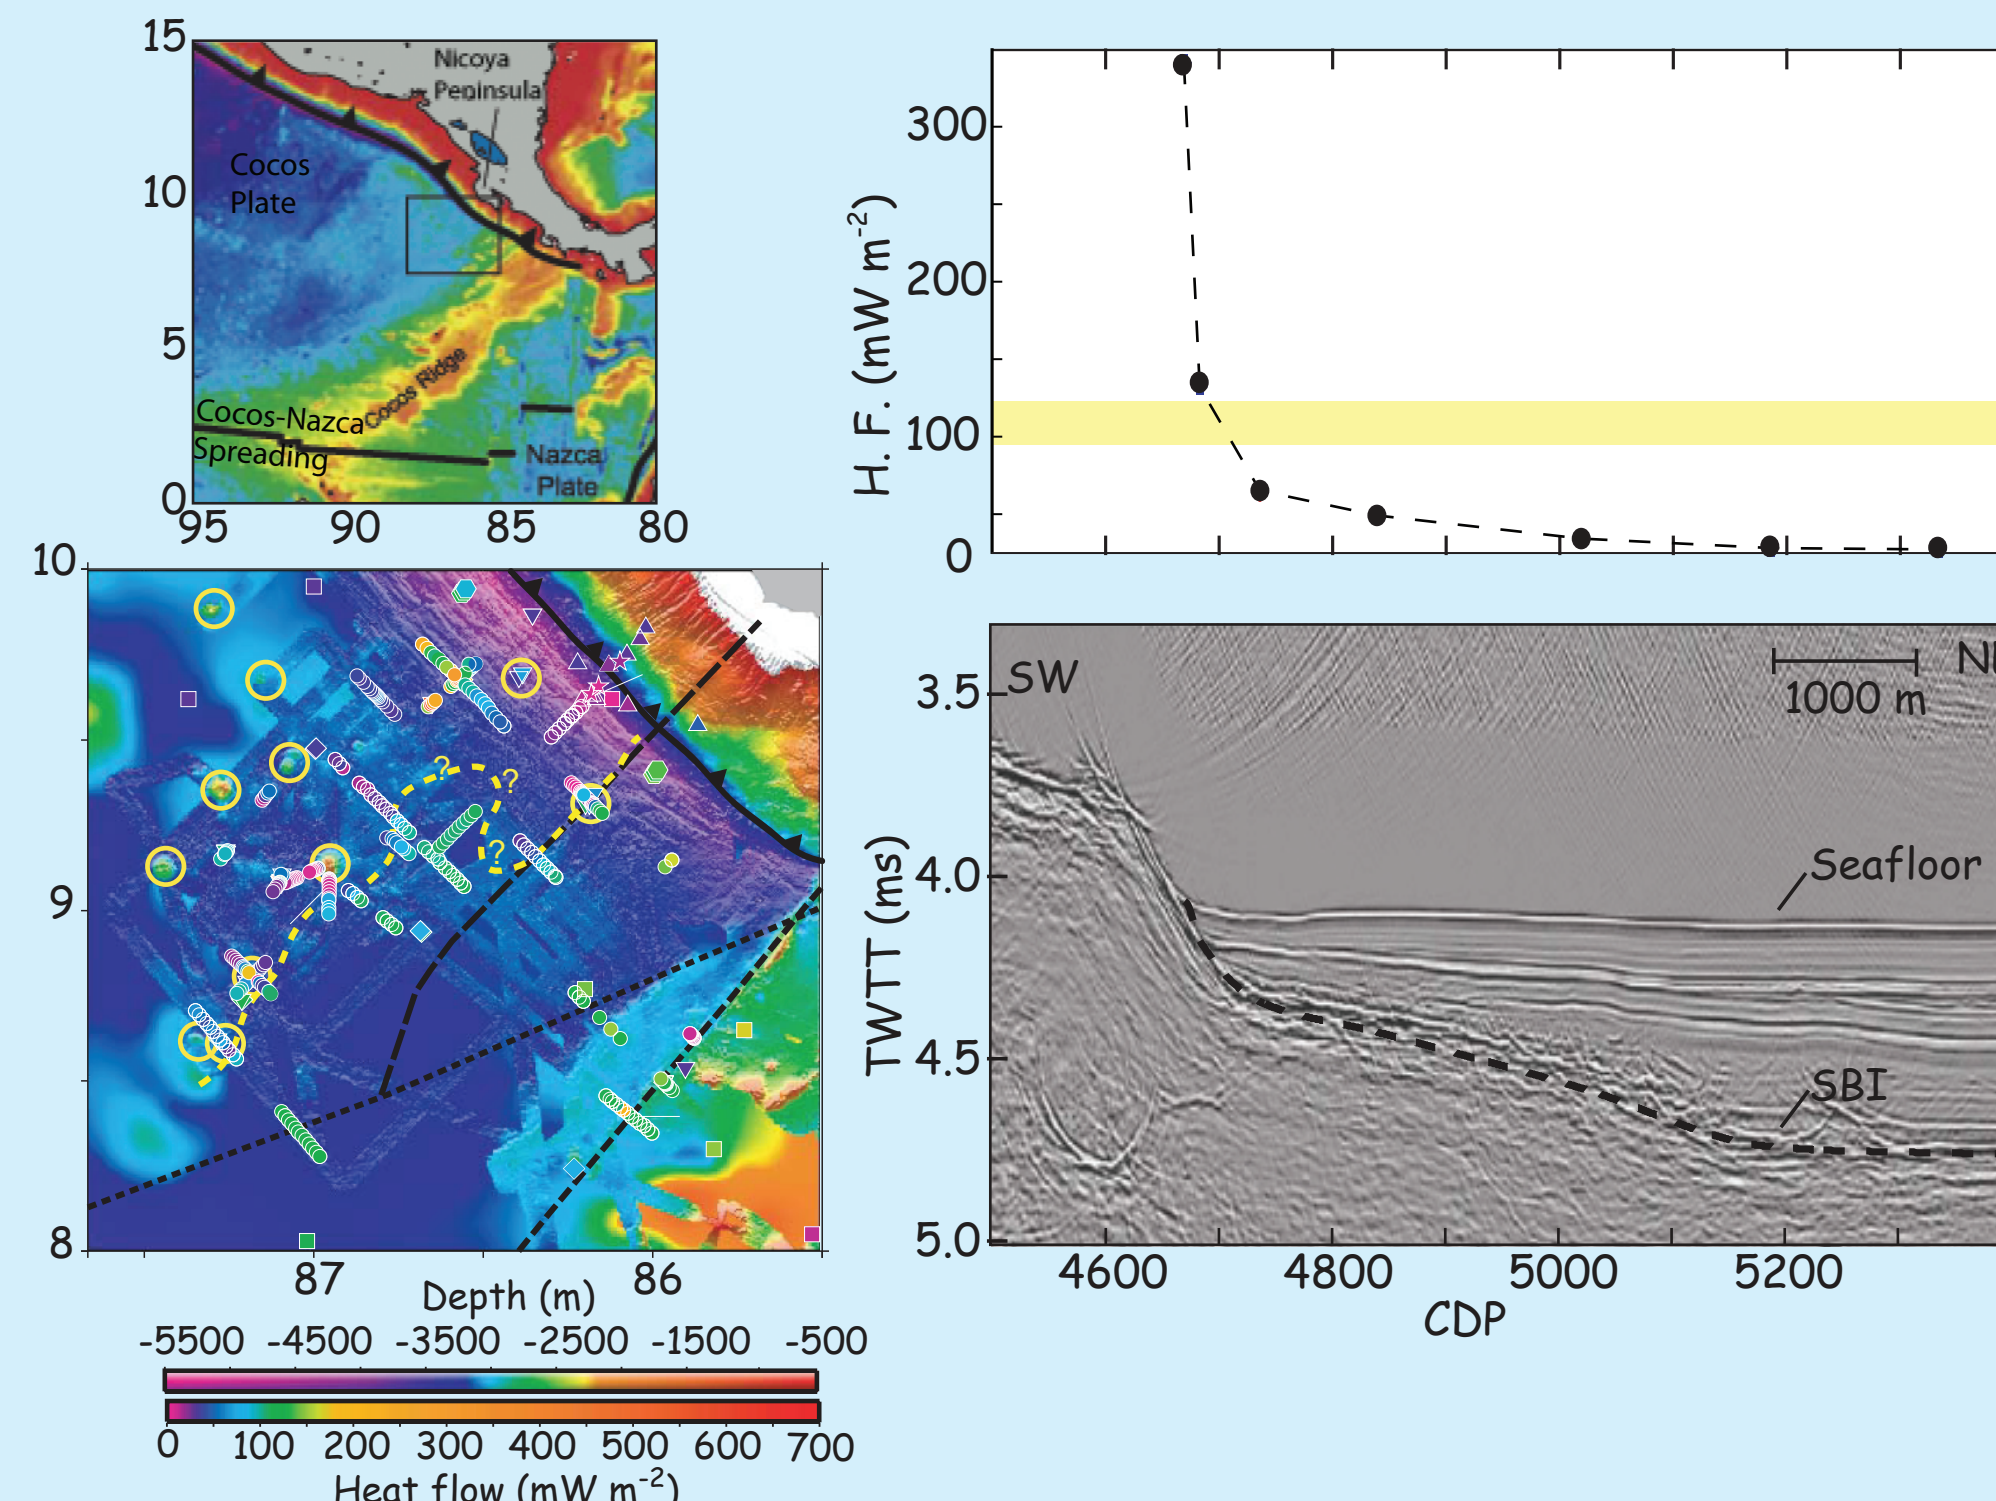 15
10
5
0
95
90
85
80
Nicoya
Peninsula
Cocos
Plate
Cocos Ridge
Cocos-Nazca
Spreading
Nazca
Plate
10
9
8
87
86
?
?
?
Depth (m)
-5500 -4500 -3500 -2500 -1500 -500
0 100 200 300 400 500 600 700
Heat flow (mW m-2)
H. F. (mW m-2)
300
200
100
0
SW
1000 m
Seafloor
SBI
TWTT (ms)
3.5
4.0
4.5
5.0
4600 4800 5000 5200
CDP